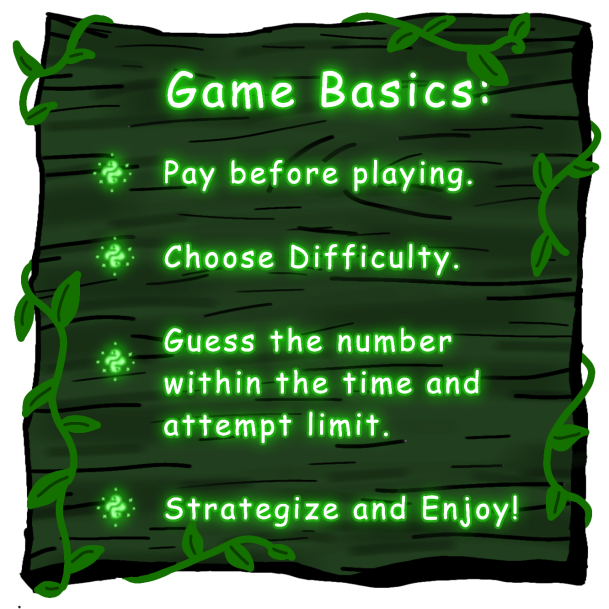 Game Basics:
Pay before playing.
Choose Difficulty.
Guess the number
within the time and
attempt limit.
Strategize and Enjoy!